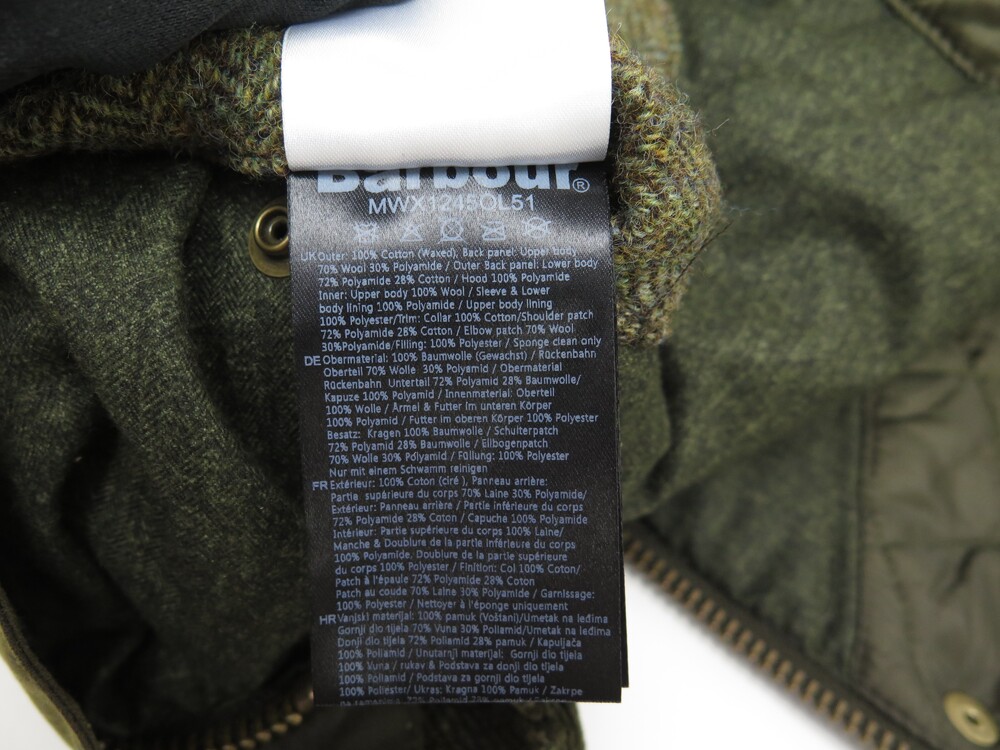 Barbour®
MWX1245OL51
UK Outer: 100% Cotton (Waxed), Back panel: Upper body
70% Wool 30% Polyamide / Outer Back panel: Lower body
72% Polyamide 28% Cotton / Hood 100% Polyamide
Inner: Upper body 100% Wool / Sleeve & Lower
body lining 100% Polyamide / Upper body lining
100% Polyester/Trim: Collar 100% Cotton/Shoulder patch
72% Polyamide 28% Cotton / Elbow patch 70% Wool
30%Polyamide/Filling: 100% Polyester / Sponge clean only
DE Obermaterial: 100% Baumwolle (Gewachst) / Rückenbahn
Oberteil 70% Wolle 30% Polyamid / Obermaterial
Rückenbahn Unterteil 72% Polyamid 28% Baumwolle/
Kapuze 100% Polyamid / Innenmaterial: Oberteil
100% Wolle / Ärmel & Futter im unteren Körper
100% Polyamid / Futter im oberen Körper 100% Polyester
Besatz: Kragen 100% Baumwolle / Schulterpatch
72% Polyamid 28% Baumwolle / Ellbogenpatch
70% Wolle 30% Polyamid / Füllung: 100% Polyester
Nur mit einem Schwamm reinigen
FR Extérieur: 100% Coton (ciré ), Panneau arrière:
Partie supérieure du corps 70% Laine 30% Polyamide/
Extérieur: Panneau arrière / Partie inférieure du corps
72% Polyamide 28% Coton / Capuche 100% Polyamide
Intérieur: Partie supérieure du corps 100% Laine/
Manche & Doublure de la partie inférieure du corps
100% Polyamide. Doublure de la partie supérieure
du corps 100% Polyester / Finition: Col 100% Coton/
Patch à l'épaule 72% Polyamide 28% Coton
Patch au coude 70% Laine 30% Polyamide / Garnissage:
100% Polyester / Nettoyer à l'éponge uniquement
HR Vanjski materijal: 100% pamuk (Voštani)/Umetak na leđima
Gornji dio tijela 70% Vuna 30% Poliamid/Umetak na leđima
Donji dio tijela 72% Poliamid 28% pamuk / Kapuljača
100% Poliamid / Unutarnji materijal: Gornji dio tijela
100% Vuna / rukav & Podstava za donji dio tijela
100% Poliamid / Podstava za gornji dio tijela
100% Poliester/ Ukras: Kragna 100% Pamuk / Zakrpe